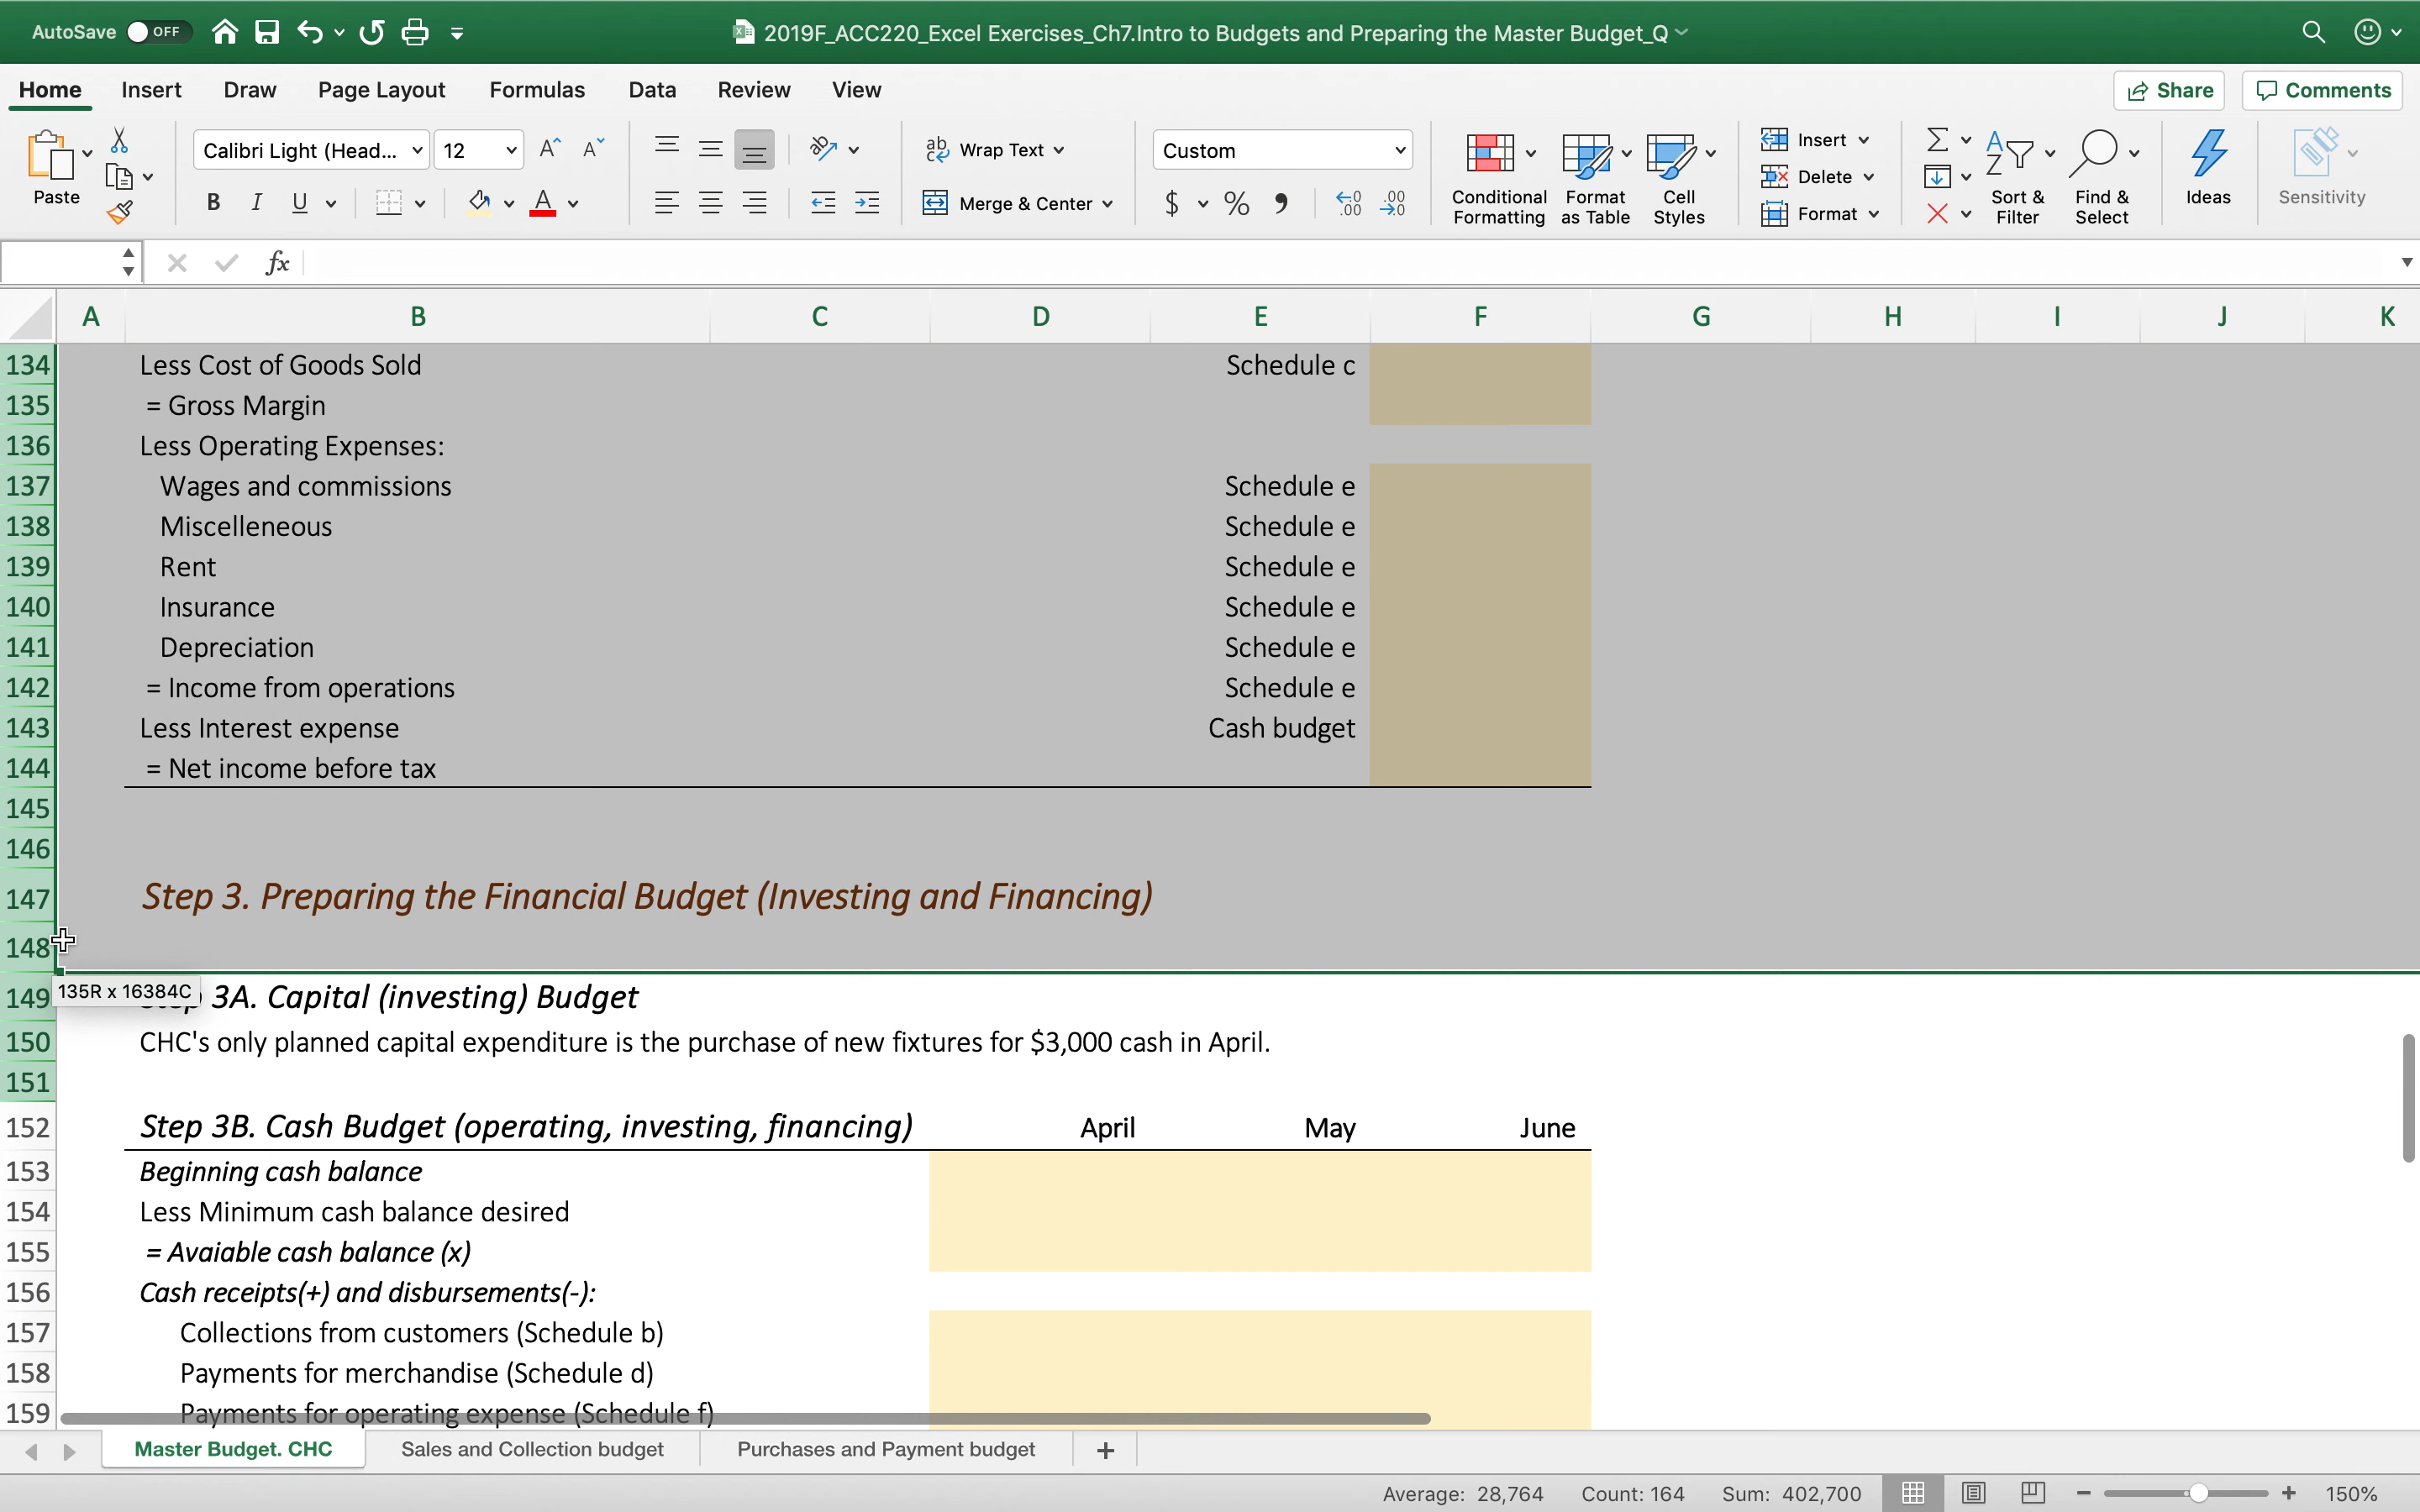 AutoSave OFF
2019F_ACC220_Excel Exercises_Ch7.Intro to Budgets and Preparing the Master Budget_Q
Home Insert Draw Page Layout Formulas Data Review View Share Comments
Paste
Calibri Light (Head... 12
Wrap Text
Merge & Center
Custom
Conditional Formatting
Format as Table
Cell Styles
Insert
Delete
Format
Sort & Filter
Find & Select
Ideas
Sensitivity
fx
A B C D E F G H I J K
134 Less Cost of Goods Sold Schedule c
135 = Gross Margin
136 Less Operating Expenses:
137 Wages and commissions Schedule e
138 Miscelleneous Schedule e
139 Rent Schedule e
140 Insurance Schedule e
141 Depreciation Schedule e
142 = Income from operations Schedule e
143 Less Interest expense Cash budget
144 = Net income before tax
145
146
147 Step 3. Preparing the Financial Budget (Investing and Financing)
148
135R x 16384C
149 3A. Capital (investing) Budget
150 CHC's only planned capital expenditure is the purchase of new fixtures for $3,000 cash in April.
151
152 Step 3B. Cash Budget (operating, investing, financing) April May June
153 Beginning cash balance
154 Less Minimum cash balance desired
155 = Avaiable cash balance (x)
156 Cash receipts(+) and disbursements(-):
157 Collections from customers (Schedule b)
158 Payments for merchandise (Schedule d)
159 Payments for operating expense (Schedule f)
Master Budget. CHC Sales and Collection budget Purchases and Payment budget +
Average: 28,764 Count: 164 Sum: 402,700 150%